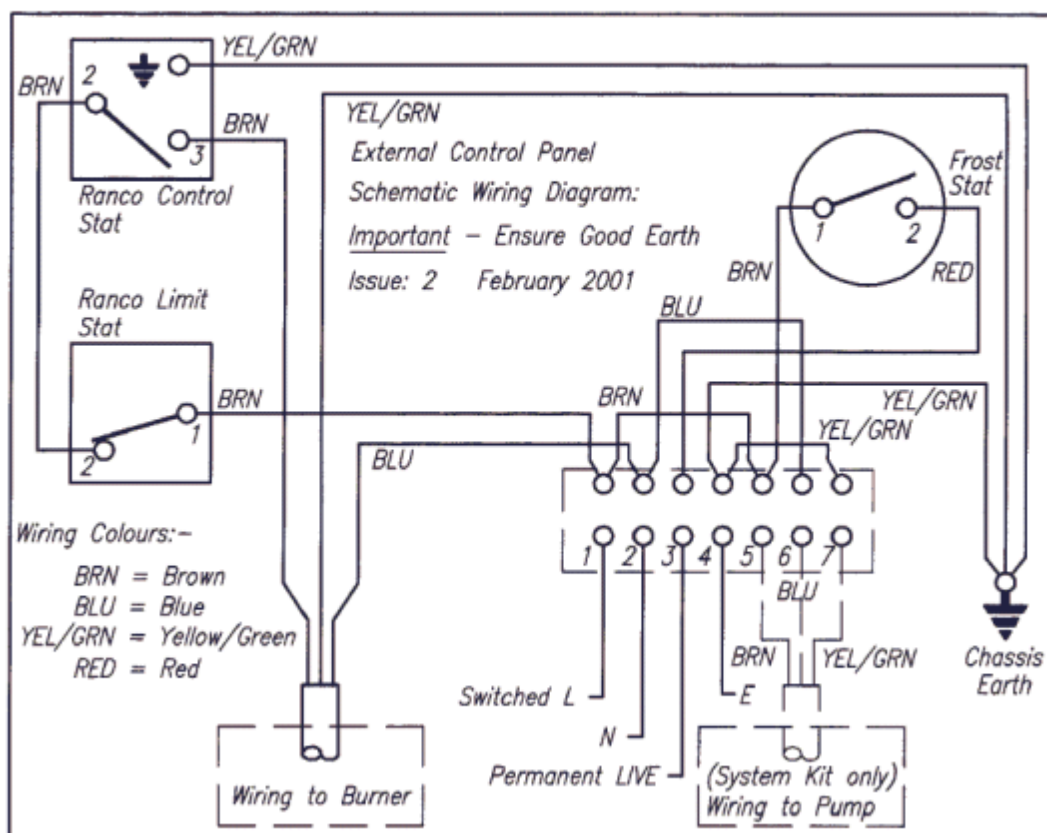 YEL/GRN
BRN
2
BRN
3
Ranco Control
Stat
YEL/GRN
External Control Panel
Schematic Wiring Diagram:
Important - Ensure Good Earth
Issue: 2 February 2001
Frost
Stat
1
2
BRN
RED
Ranco Limit
Stat
BLU
BRN
1
2
BRN
YEL/GRN
YEL/GRN
BLU
Wiring Colours:-
BRN = Brown
BLU = Blue
YEL/GRN = Yellow/Green
RED = Red
1 2 3 4 5 6 7
BLU
BRN
YEL/GRN
Chassis
Earth
Switched L
E
N
Permanent LIVE
Wiring to Burner
(System Kit only)
Wiring to Pump